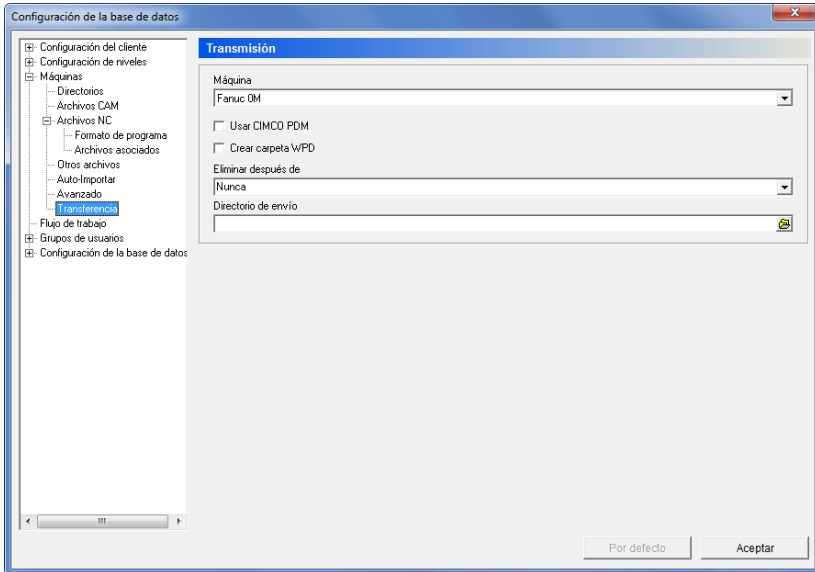 Configuración de la base de datos
Configuración del cliente
Configuración de niveles
Máquinas
Directorios
Archivos CAM
Archivos NC
Formato de programa
Archivos asociados
Otros archivos
Auto-Importar
Avanzado
Transferencia
Flujo de trabajo
Grupos de usuarios
Configuración de la base de datos
Transmisión
Máquina
Fanuc 0M
Usar CIMCO PDM
Crear carpeta WPD
Eliminar después de
Nunca
Directorio de envío
Por defecto
Aceptar